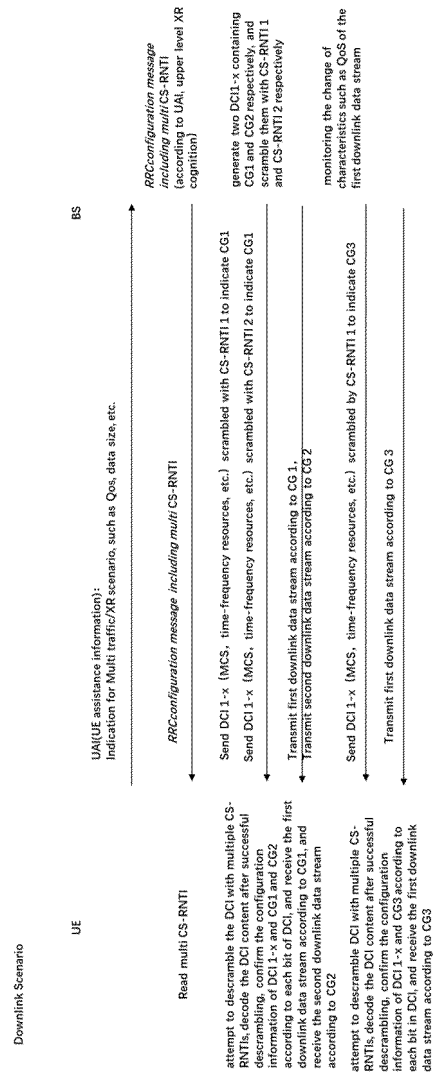 Downlink Scenario
UE
BS
UAI(UE assistance information):
Indication for Multi traffic/XR scenario, such as Qos, data size, etc.
RRCconfiguration message
including multi CS-RNTI
(according to UAI, upper level XR
cognition)
Read multi CS-RNTI
RRCconfiguration message including multi CS-RNTI
generate two DCI1-x containing
CG1 and CG2 respectively, and
scramble them with CS-RNTI 1
and CS-RNTI 2 respectively
Send DCI 1-x (MCS, time-frequency resources, etc.) scrambled with CS-RNTI 1 to indicate CG1
Send DCI 1-x (MCS, time-frequency resources, etc.) scrambled with CS-RNTI 2 to indicate CG1
attempt to descramble the DCI with multiple CS-
RNTIs, decode the DCI content after successful
descrambling, confirm the configuration
information of DCI 1-x and CG1 and CG2
according to each bit of DCI, and receive the first
downlink data stream according to CG1, and
receive the second downlink data stream
according to CG2
Transmit first downlink data stream according to CG 1,
Transmit second downlink data stream according to CG 2
monitoring the change of
characteristics such as QoS of the
first downlink data stream
Send DCI 1-x (MCS, time-frequency resources, etc.) scrambled by CS-RNTI 1 to indicate CG3
attempt to descramble DCI with multiple CS-
RNTIs, decode the DCI content after successful
descrambling, confirm the configuration
information of DCI 1-x and CG3 according to
each bit in DCI, and receive the first downlink
data stream according to CG3
Transmit first downlink data stream according to CG 3